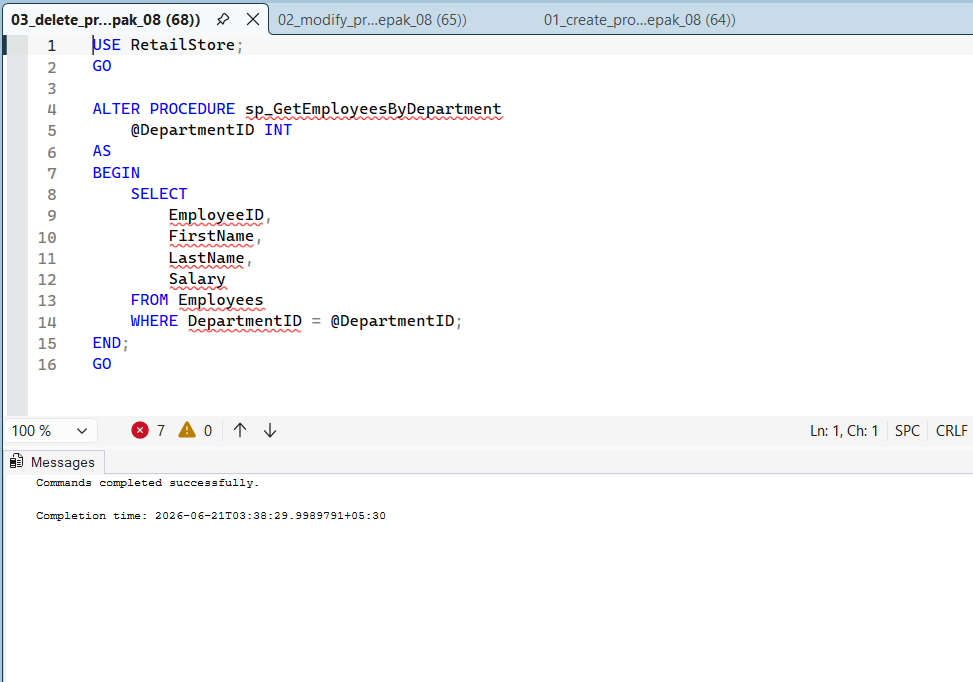 03_delete_pr...pak_08 (68))
02_modify_pr...epak_08 (65))
01_create_pro...epak_08 (64))
1 USE RetailStore;
2 GO
3
4 ALTER PROCEDURE sp_GetEmployeesByDepartment
5 @DepartmentID INT
6 AS
7 BEGIN
8 SELECT
9 EmployeeID,
10 FirstName,
11 LastName,
12 Salary
13 FROM Employees
14 WHERE DepartmentID = @DepartmentID;
15 END;
16 GO
100 % 7 0 Ln: 1, Ch: 1 SPC CRLF
Messages
Commands completed successfully.
Completion time: 2026-06-21T03:38:29.9989791+05:30